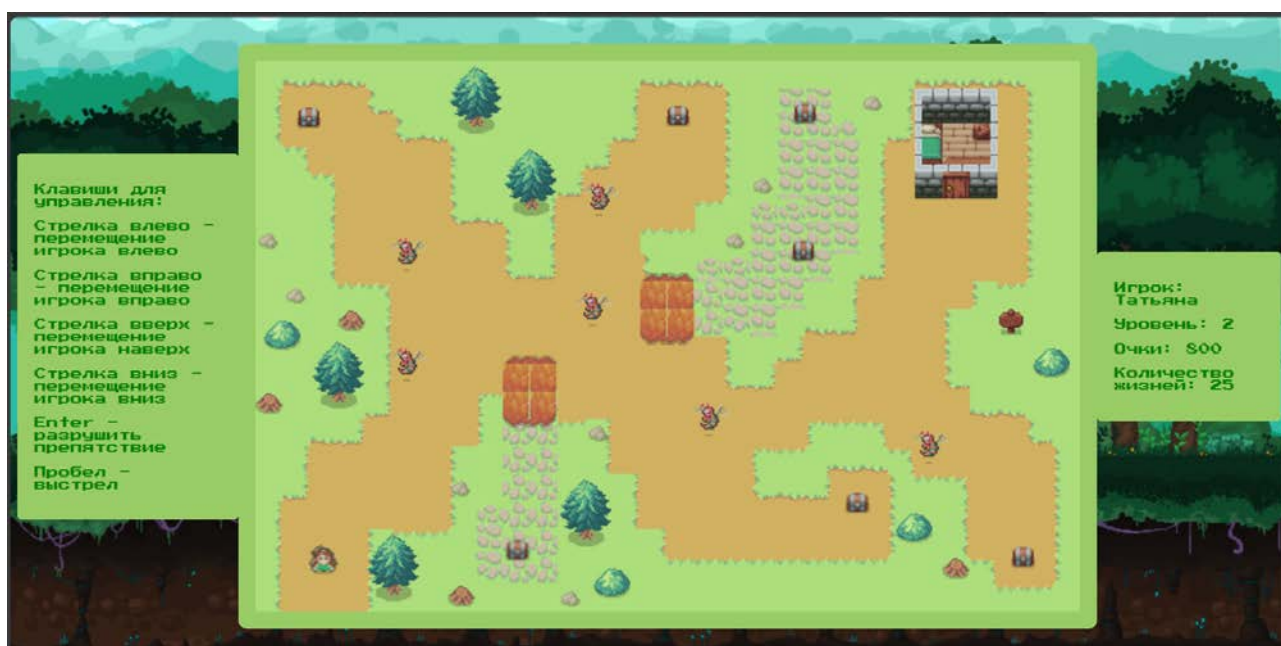 Клавиши для
управления:
Стрелка влево –
перемещение
игрока влево
Стрелка вправо
– перемещение
игрока вправо
Стрелка вверх –
перемещение
игрока наверх
Стрелка вниз –
перемещение
игрока вниз
Enter –
разрушить
препятствие
Пробел –
выстрел
Игрок:
Татьяна
Уровень: 2
Очки: 800
Количество
жизней: 25